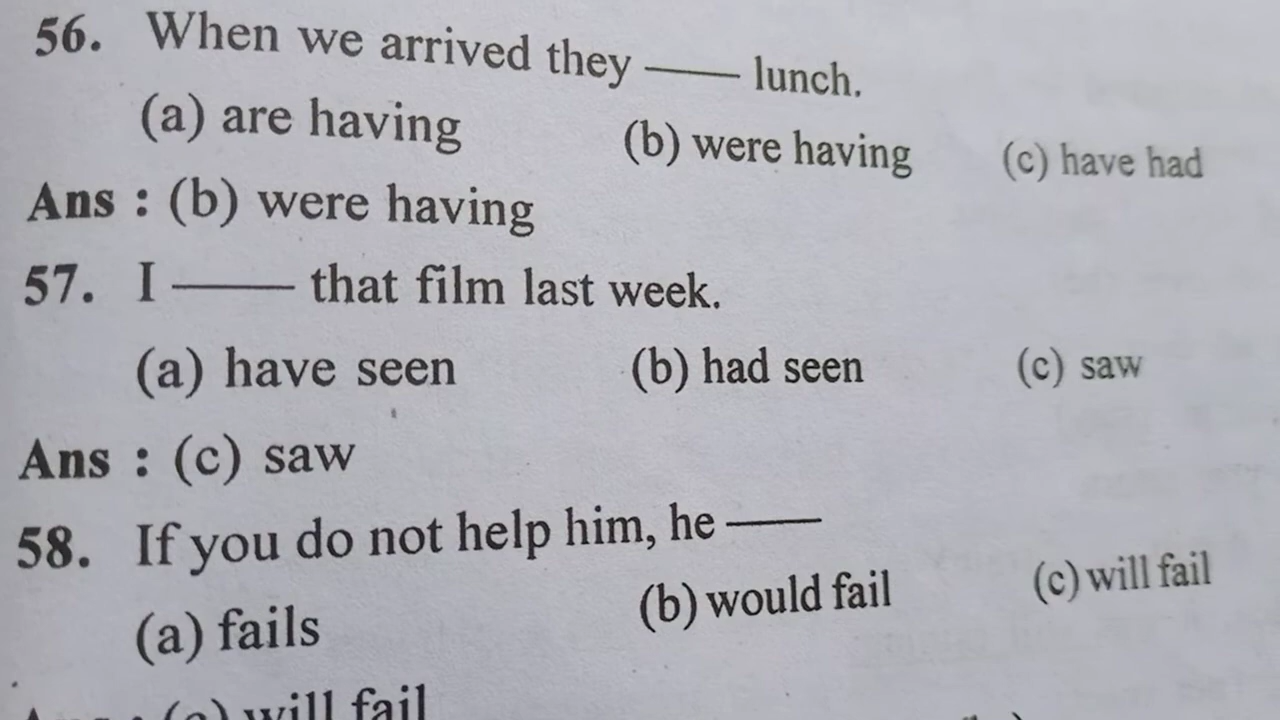 56. When we arrived they —— lunch.
(a) are having (b) were having (c) have had
Ans : (b) were having
57. I —— that film last week.
(a) have seen (b) had seen (c) saw
Ans : (c) saw
58. If you do not help him, he ——
(a) fails (b) would fail (c) will fail
Ans : (c) will fail